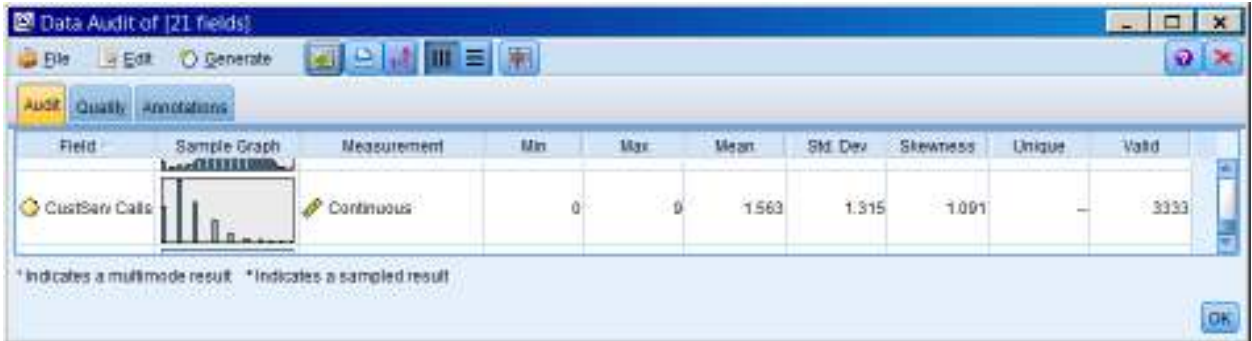 Data Audit of [21 fields]
File Edit Generate
Audit Quality Annotations
Field Sample Graph Measurement Min Max Mean Std. Dev Skewness Unique Valid
CustServ Calls Continuous 0 9 1.563 1.315 1.091 -- 3333
* Indicates a multimode result * Indicates a sampled result
OK